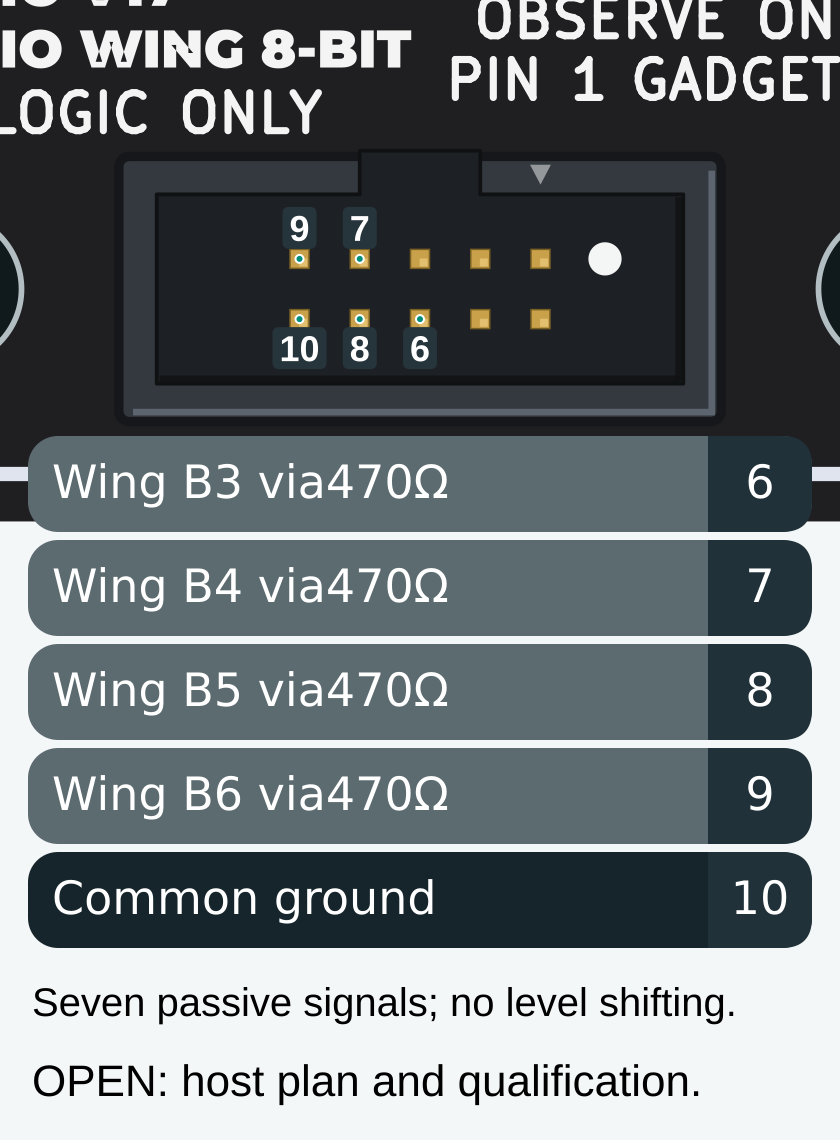 IO WING 8-BIT
LOGIC ONLY
OBSERVE ON
PIN 1 GADGET
9 7
10 8 6
Wing B3 via470Ω 6
Wing B4 via470Ω 7
Wing B5 via470Ω 8
Wing B6 via470Ω 9
Common ground 10
Seven passive signals; no level shifting.
OPEN: host plan and qualification.